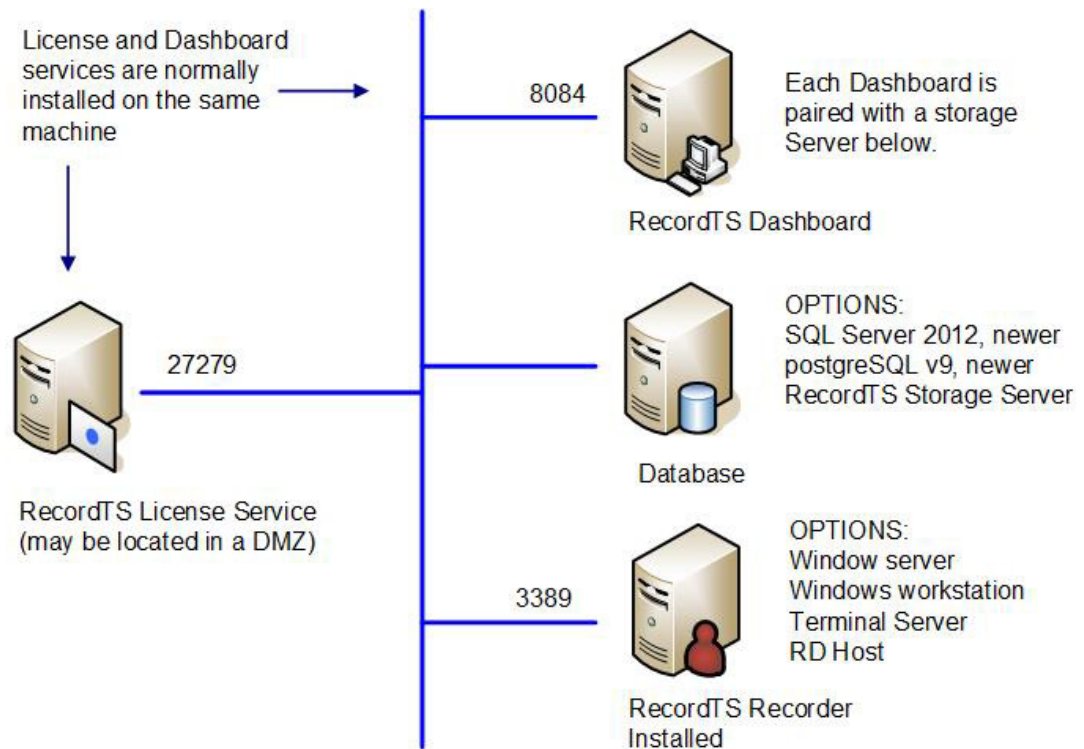 License and Dashboard
services are normally
installed on the same
machine
8084
Each Dashboard is
paired with a storage
Server below.
RecordTS Dashboard
27279
RecordTS License Service
(may be located in a DMZ)
OPTIONS:
SQL Server 2012, newer
postgreSQL v9, newer
RecordTS Storage Server
Database
3389
OPTIONS:
Window server
Windows workstation
Terminal Server
RD Host
RecordTS Recorder
Installed